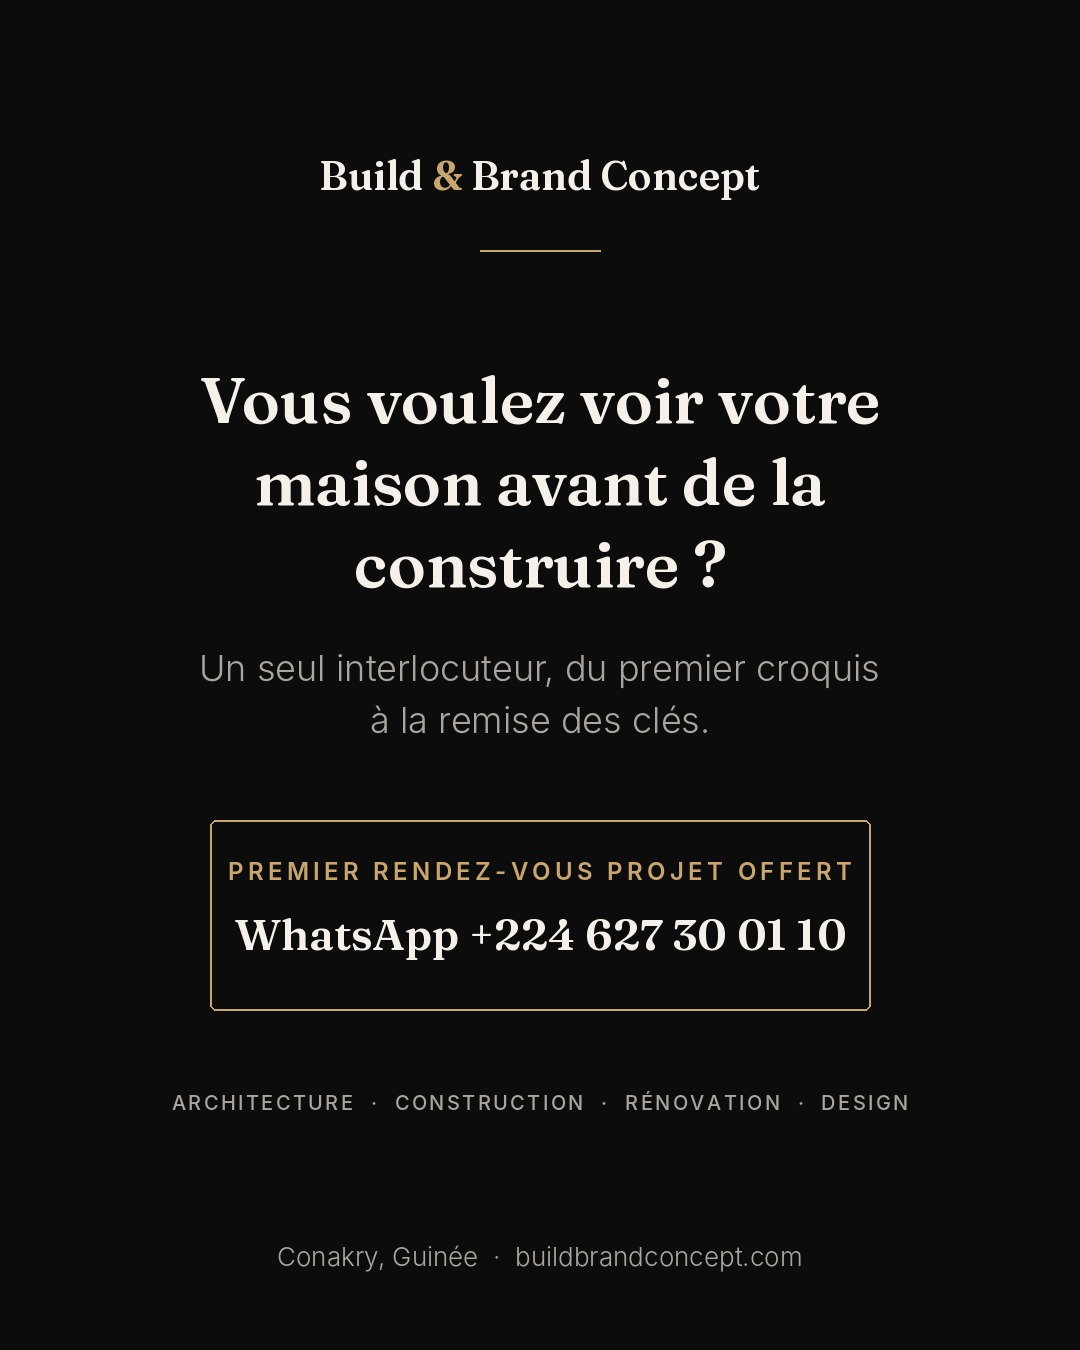 Build & Brand Concept
Vous voulez voir votre
maison avant de la
construire ?
Un seul interlocuteur, du premier croquis
à la remise des clés.
PREMIER RENDEZ-VOUS PROJET OFFERT
WhatsApp +224 627 30 01 10
ARCHITECTURE · CONSTRUCTION · RÉNOVATION · DESIGN
Conakry, Guinée · buildbrandconcept.com